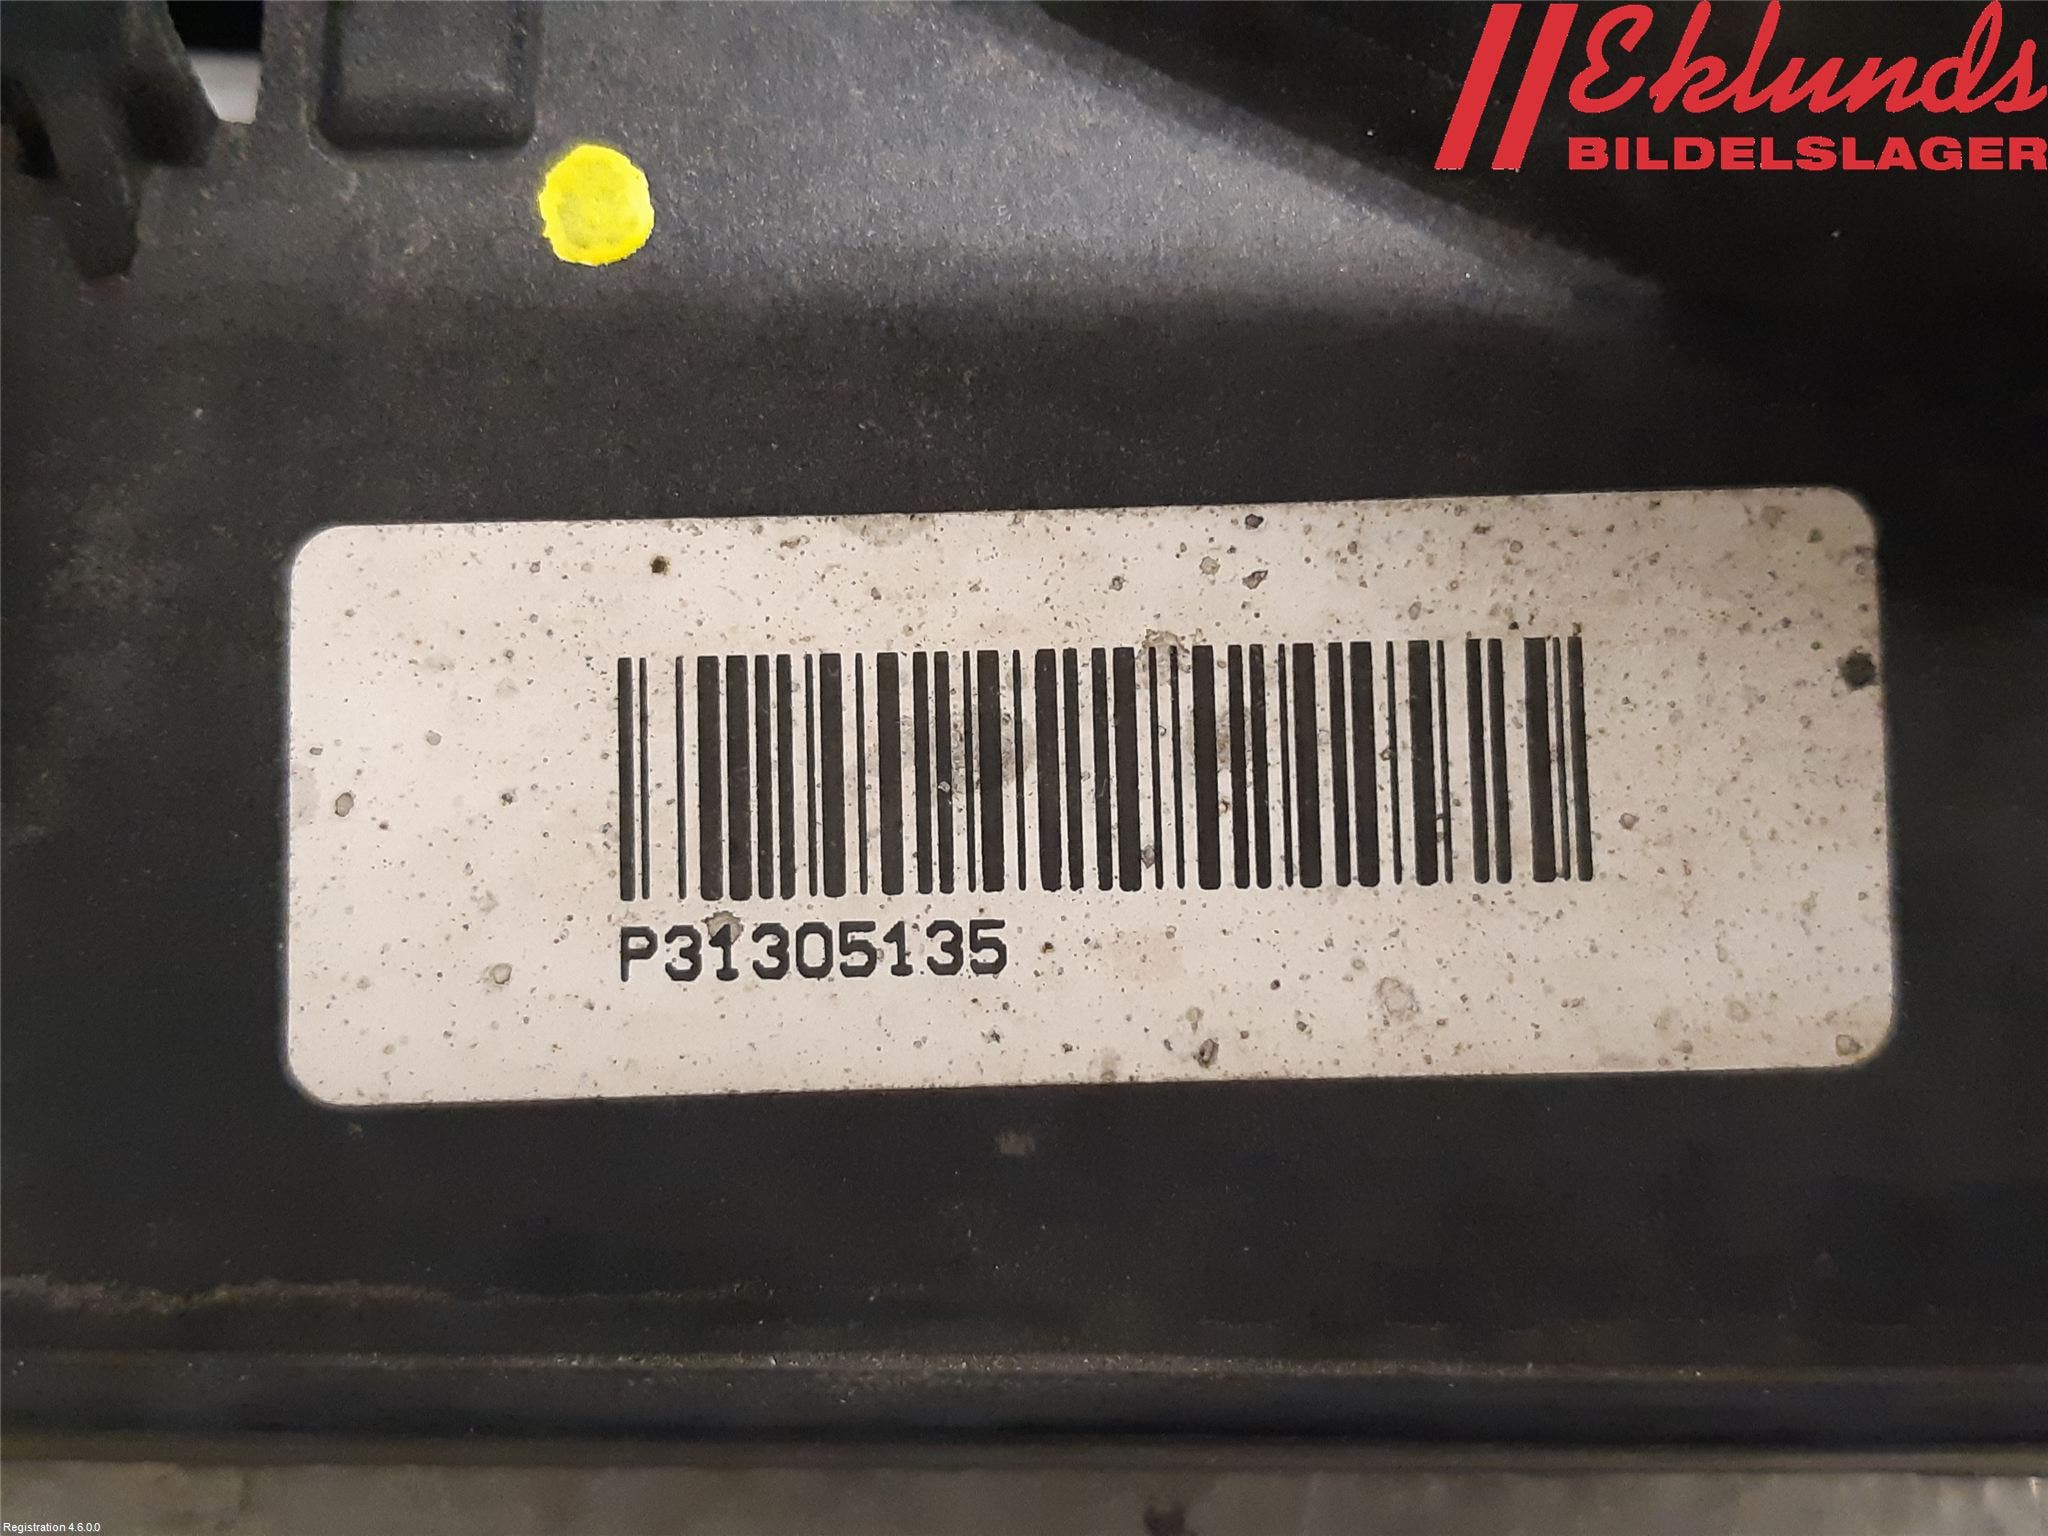 Eklunds
BILDELSLAGER
P31305135
Registration 4.6.0.0